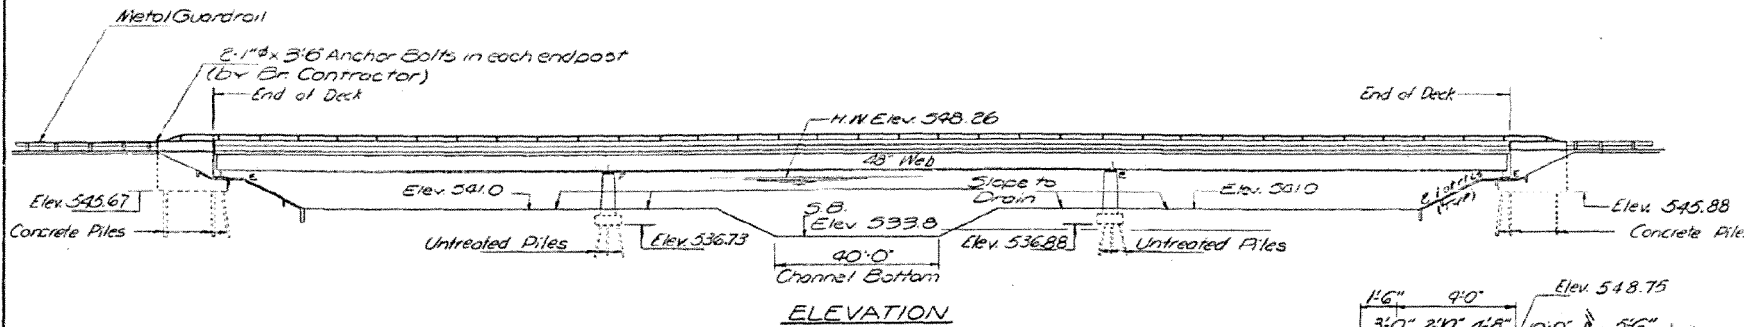 Metal Guardrail
2-1"ϕ x 3'-6 Anchor Bolts in each endpost
(by Br. Contractor)
End of Deck
End of Deck
H.W. Elev. 548.26
48" Web
Elev. 541.0
Slope to
Drain
Elev. 541.0
Elev. 545.67
S.B.
Elev. 533.8
Elev. 545.88
Concrete Piles
Untreated Piles
Elev. 536.73
Elev. 536.88
Untreated Piles
Concrete Pile
40'-0"
Channel Bottom
ELEVATION
Elev. 548.75
1'-6" 9'-0"
3'-0" 2'-10" 4'-8" 10'-0" 5'-6"